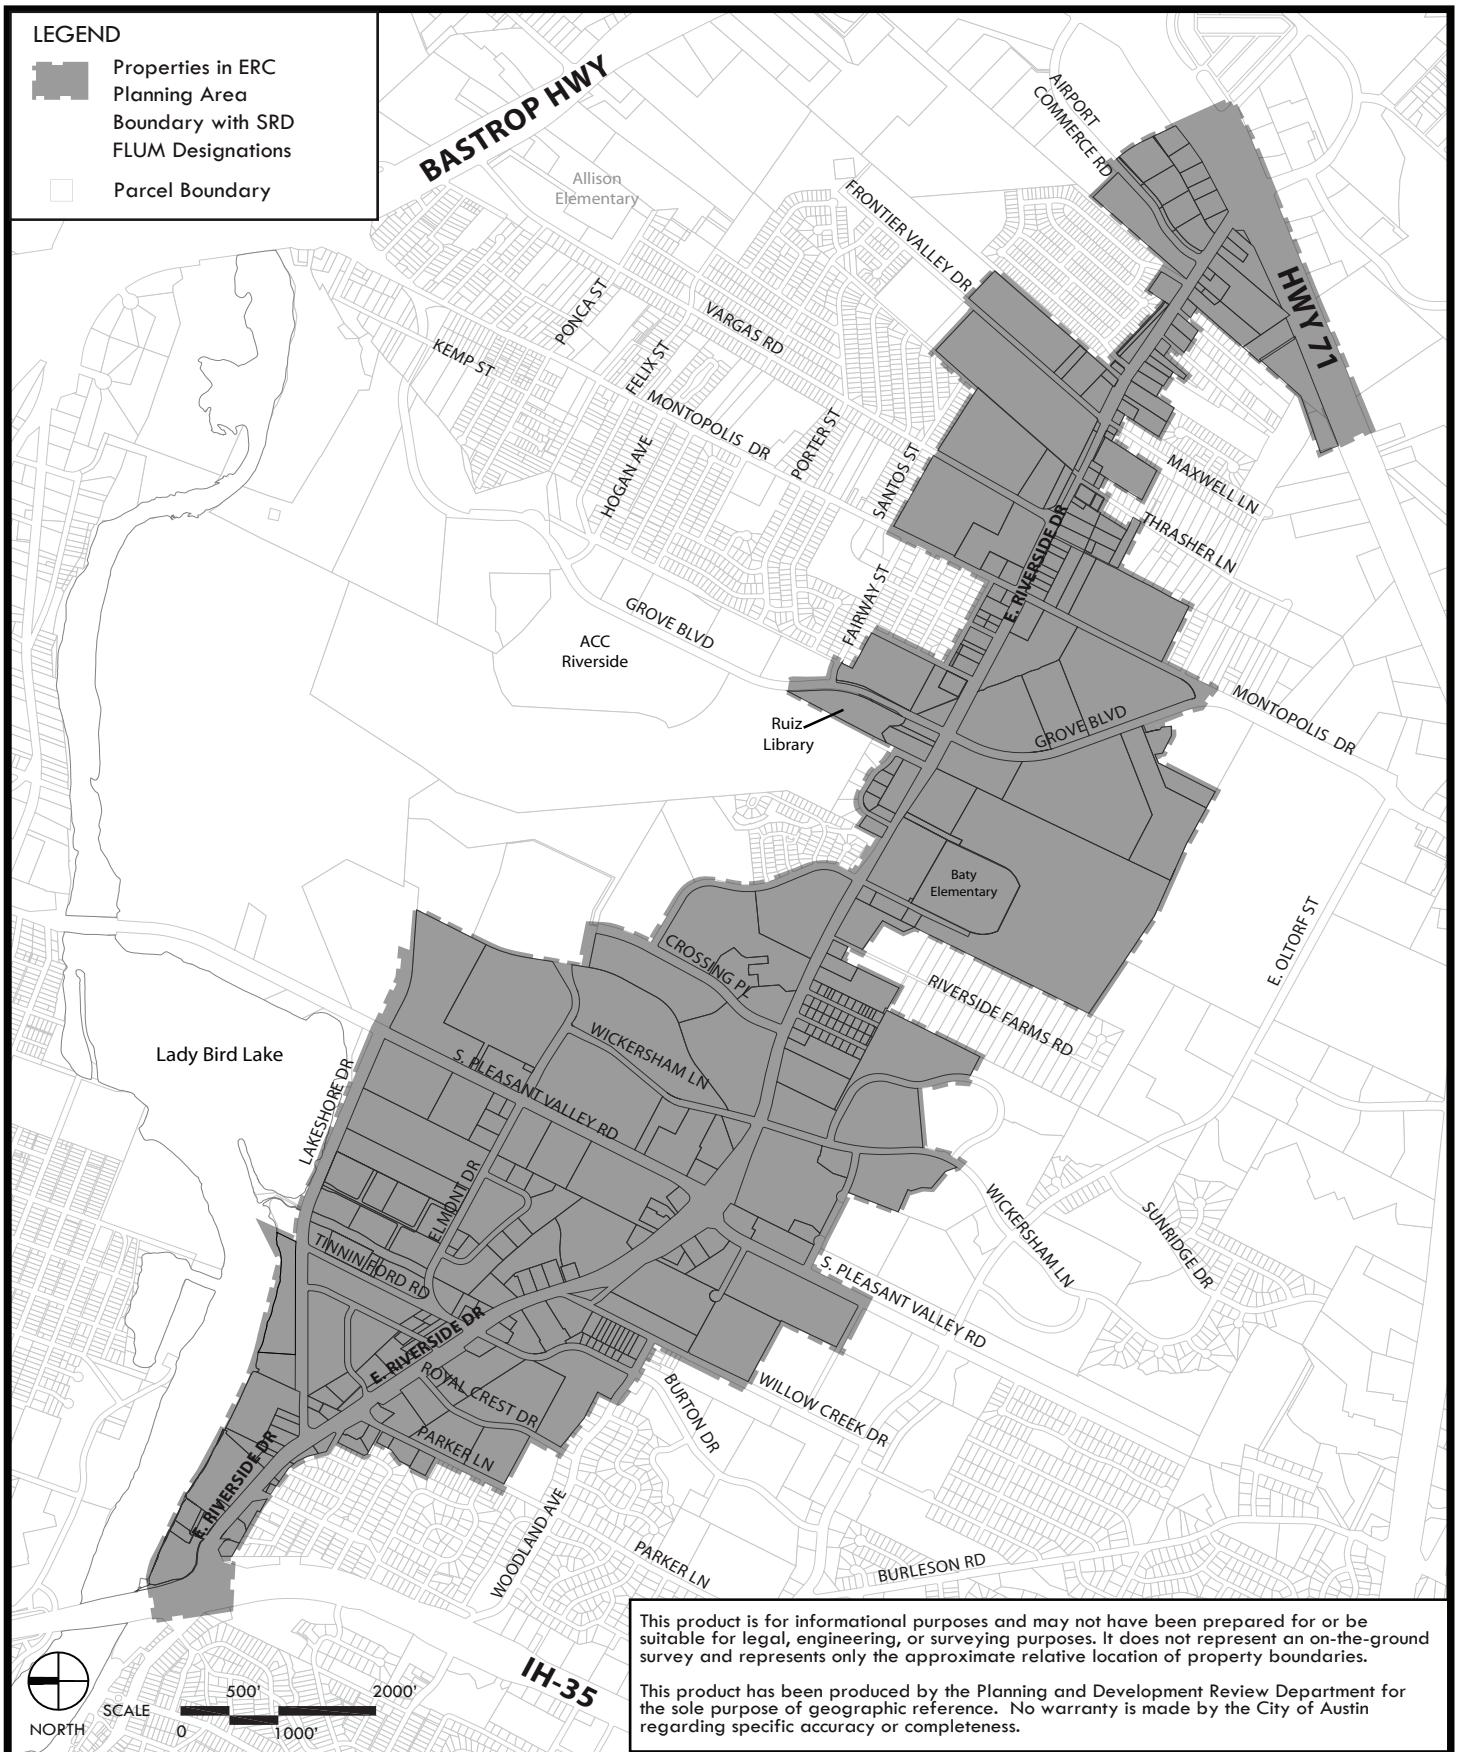 LEGEND
Properties in ERC
Planning Area
Boundary with SRD
FLUM Designations
Parcel Boundary
BASTROP HWY
Allison
Elementary
AIRPORT
COMMERCE RD
FRONTIER VALLEY DR
HWY 71
PONCA ST
VARGAS RD
KEMP ST
FELIX ST
MONTOPOLIS DR
PORTER ST
HOGAN AVE
SANTOS ST
MAXWELL LN
THRASHER LN
E. RIVERSIDE DR
FAIRWAY ST
GROVE BLVD
ACC
Riverside
Ruiz
Library
GROVE BLVD
MONTOPOLIS DR
Baty
Elementary
E. OLTORF ST
CROSSING PL
RIVERSIDE FARMS RD
WICKERSHAM LN
Lady Bird Lake
S. PLEASANT VALLEY RD
LAKESHORE DR
ELMONT DR
TINNIN FORD RD
WICKERSHAM LN
SUNRIDGE DR
S. PLEASANT VALLEY RD
E. RIVERSIDE DR
ROYAL CREST DR
BURTON DR
WILLOW CREEK DR
PARKER LN
E. RIVERSIDE DR
WOODLAND AVE
PARKER LN
BURLESON RD
IH-35
NORTH
SCALE
500'
2000'
0
1000'
This product is for informational purposes and may not have been prepared for or be
suitable for legal, engineering, or surveying purposes. It does not represent an on-the-ground
survey and represents only the approximate relative location of property boundaries.
This product has been produced by the Planning and Development Review Department for
the sole purpose of geographic reference. No warranty is made by the City of Austin
regarding specific accuracy or completeness.